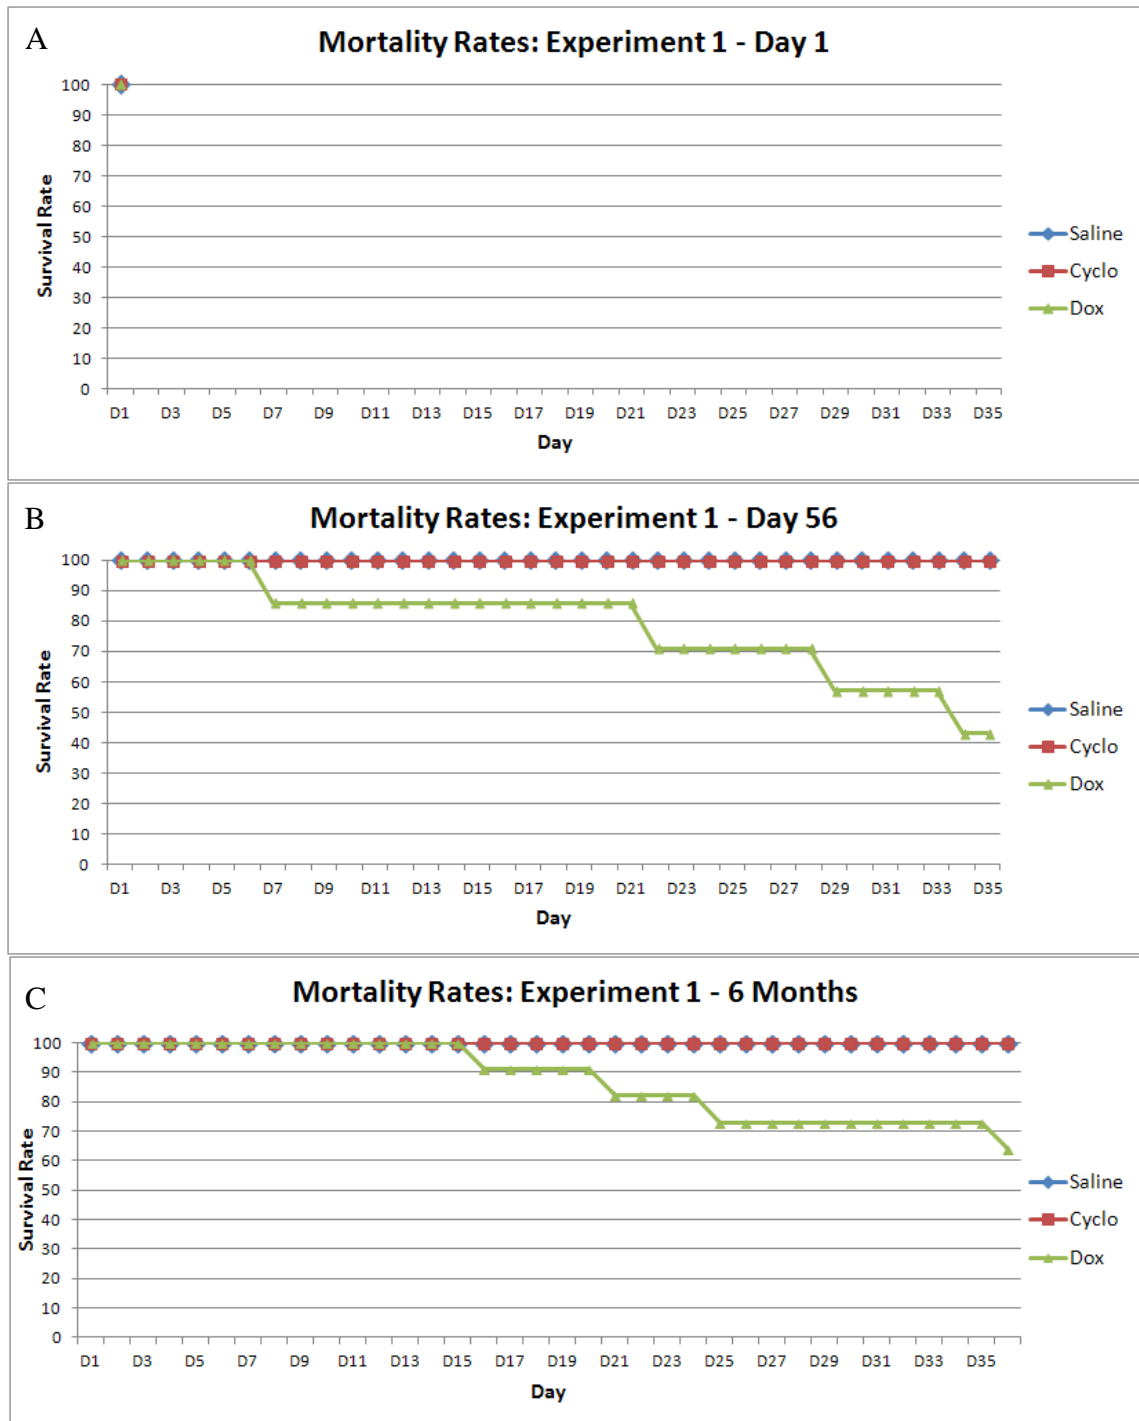 A
Mortality Rates: Experiment 1 - Day 1
100
90
80
70
60
50
40
30
20
10
0
Survival Rate
D1 D3 D5 D7 D9 D11 D13 D15 D17 D19 D21 D23 D25 D27 D29 D31 D33 D35
Day
Saline
Cyclo
Dox
B
Mortality Rates: Experiment 1 - Day 56
100
90
80
70
60
50
40
30
20
10
0
Survival Rate
D1 D3 D5 D7 D9 D11 D13 D15 D17 D19 D21 D23 D25 D27 D29 D31 D33 D35
Day
Saline
Cyclo
Dox
C
Mortality Rates: Experiment 1 - 6 Months
100
90
80
70
60
50
40
30
20
10
0
Survival Rate
D1 D3 D5 D7 D9 D11 D13 D15 D17 D19 D21 D23 D25 D27 D29 D31 D33 D35
Day
Saline
Cyclo
Dox